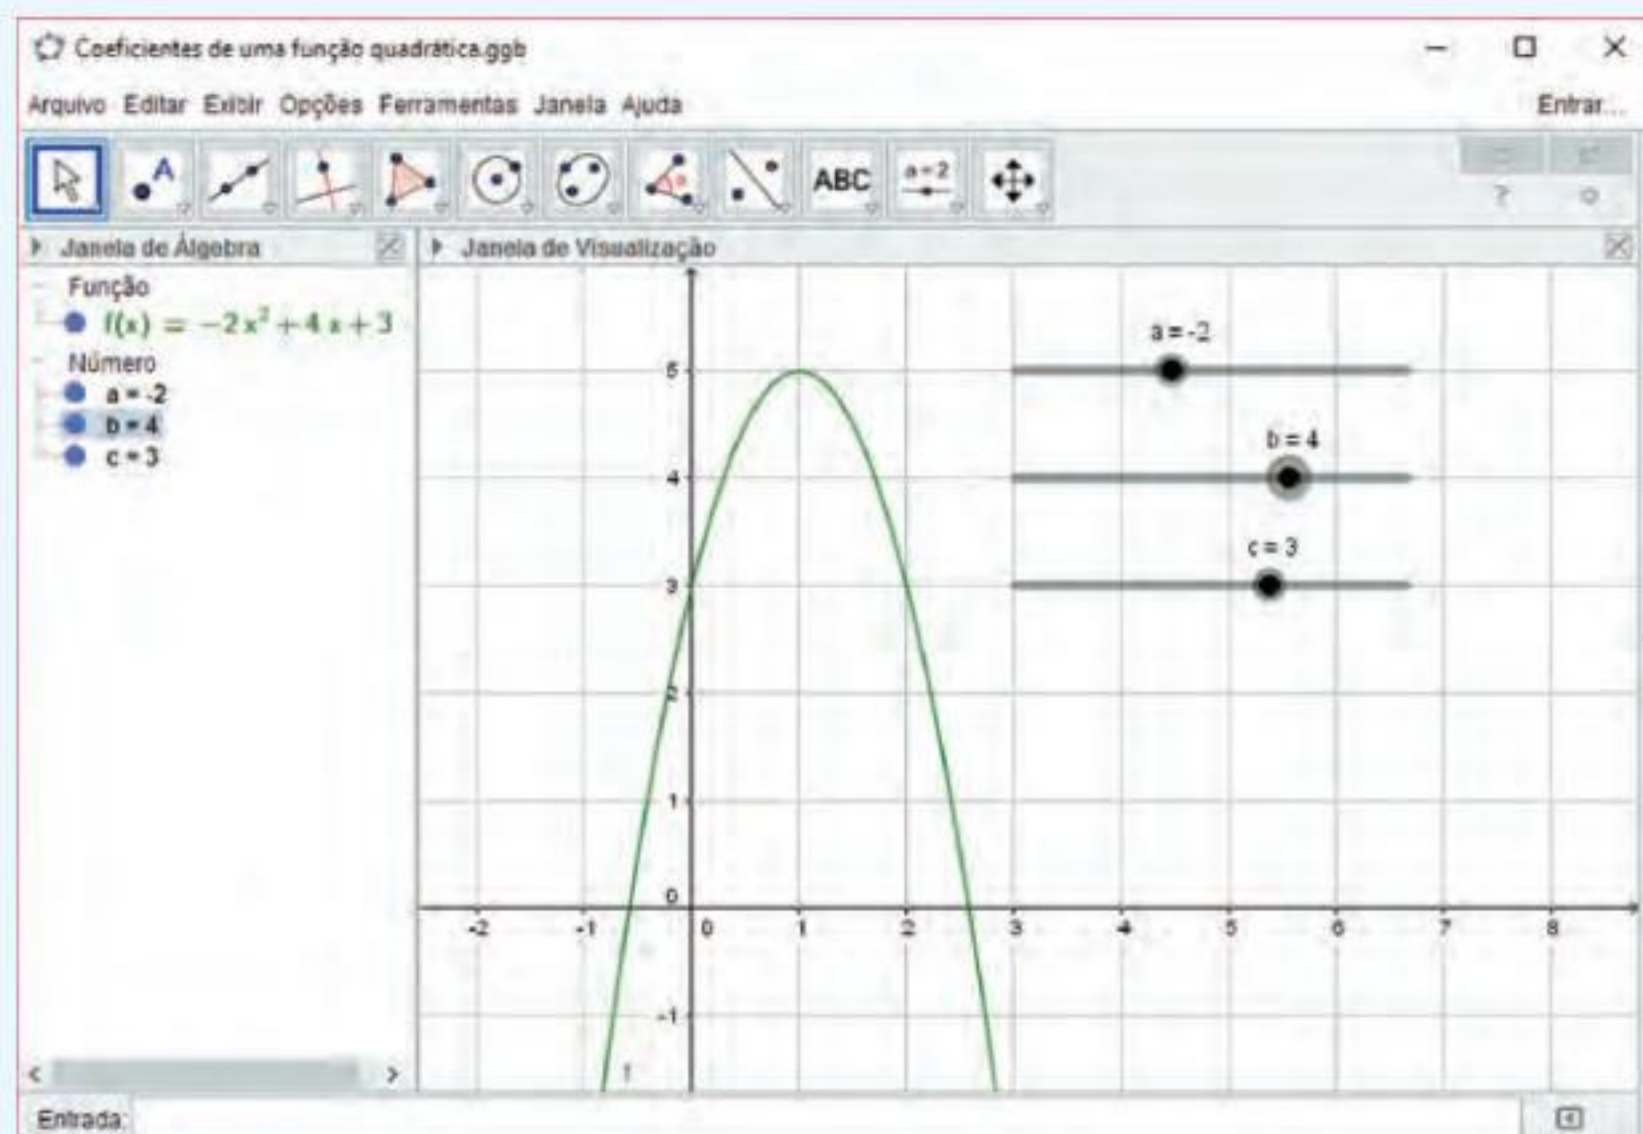 Coeficientes de uma função quadrática.ggb
Arquivo Editar Exibir Opções Ferramentas Janela Ajuda
Entrar...
A
α
ABC
a=2
?
Janela de Álgebra
Janela de Visualização
Função
f(x) = −2x² + 4x + 3
Número
a = -2
b = 4
c = 3
a = -2
b = 4
c = 3
5
4
3
2
1
0
-1
-2 -1 0 1 2 3 4 5 6 7 8
f
Entrada: